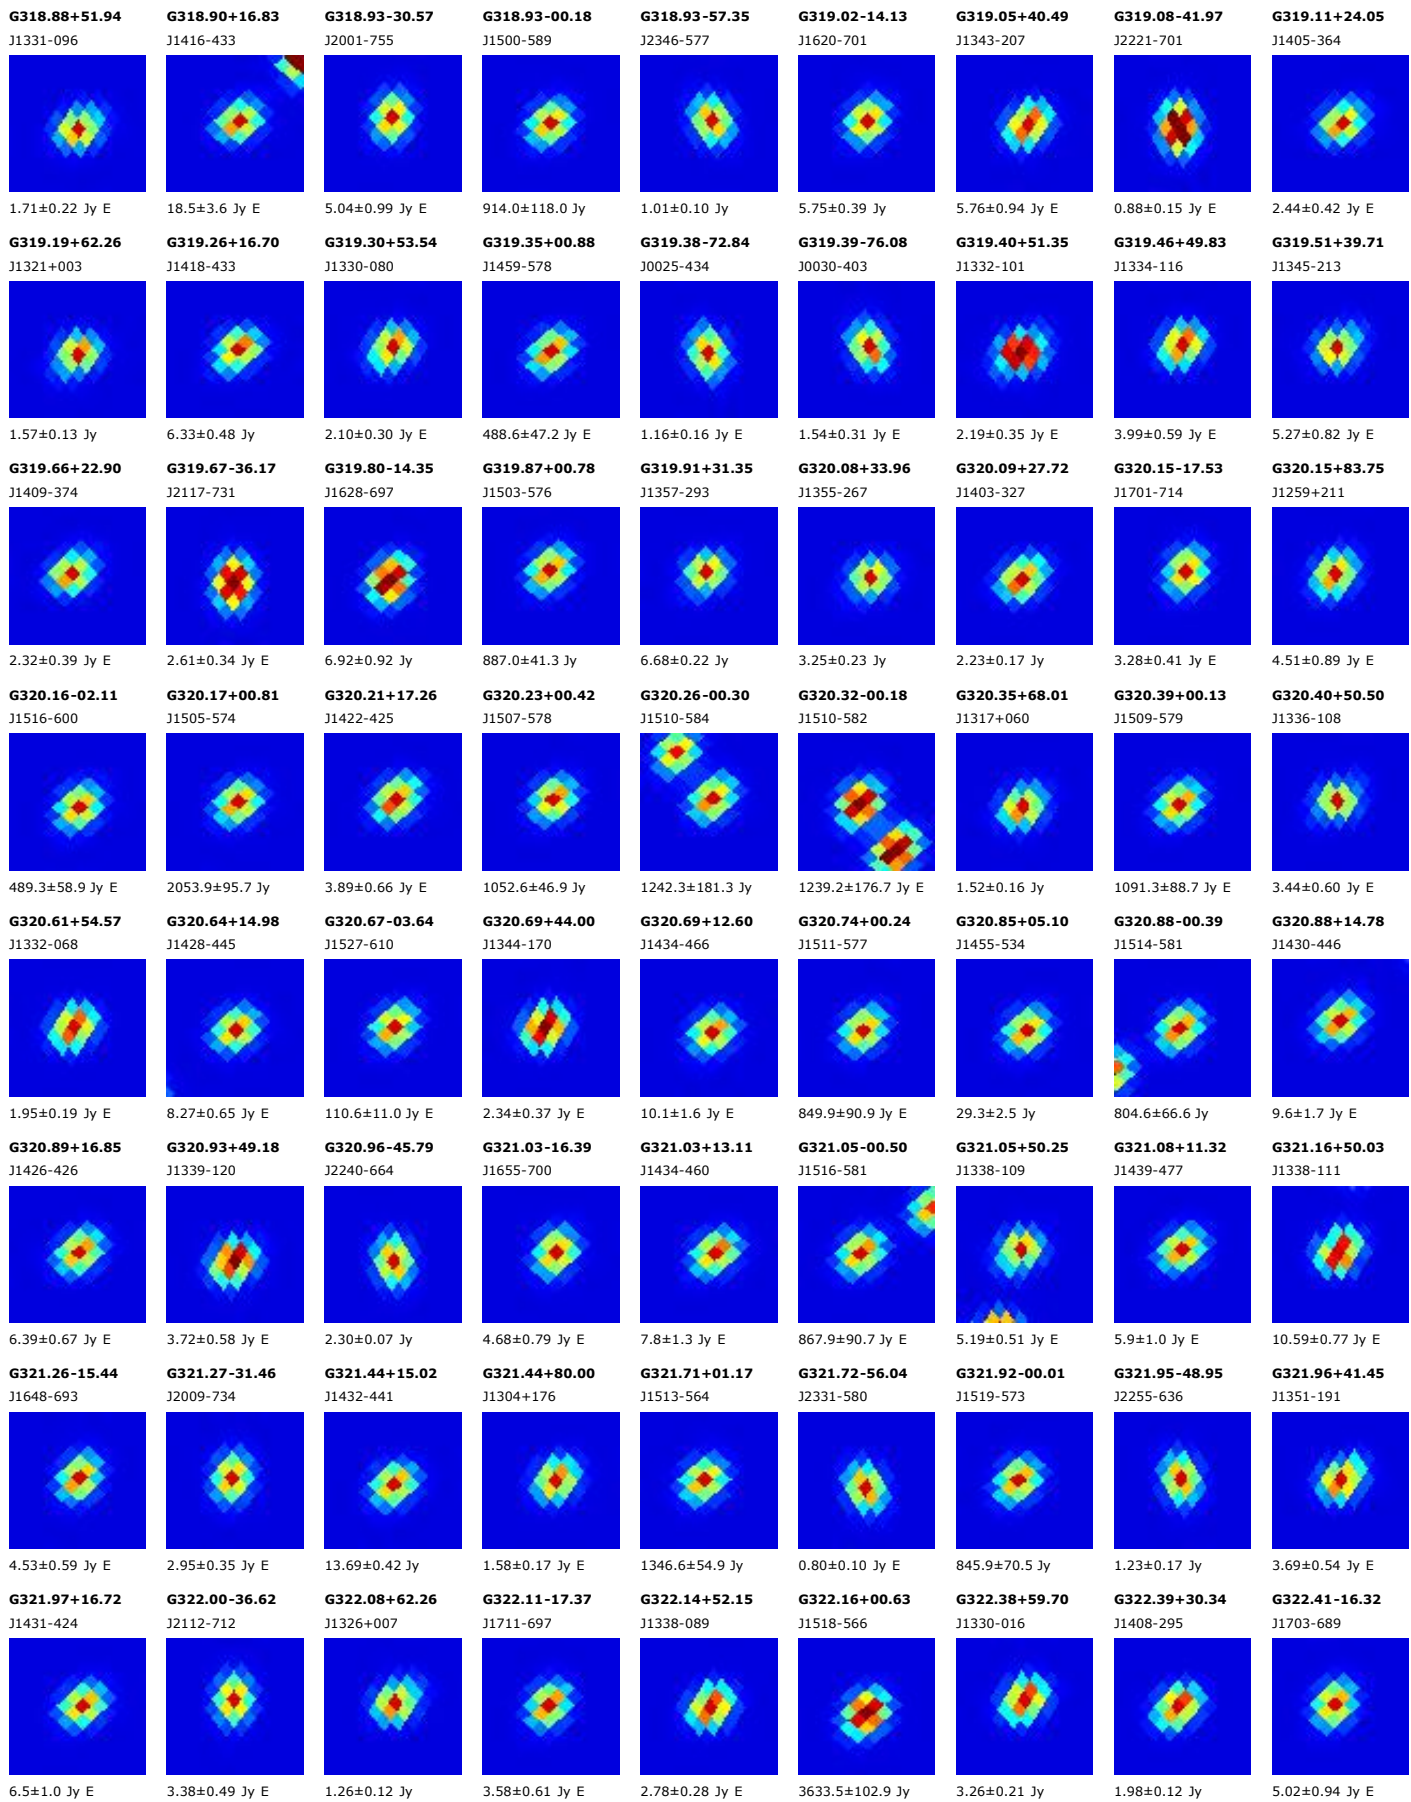 G318.88+51.94 G318.90+16.83 G318.93-30.57 G318.93-00.18 G318.93-57.35 G319.02-14.13 G319.05+40.49 G319.08-41.97 G319.11+24.05
J1331-096 J1416-433 J2001-755 J1500-589 J2346-577 J1620-701 J1343-207 J2221-701 J1405-364
1.71±0.22 Jy E 18.5±3.6 Jy E 5.04±0.99 Jy E 914.0±118.0 Jy 1.01±0.10 Jy 5.75±0.39 Jy 5.76±0.94 Jy E 0.88±0.15 Jy E 2.44±0.42 Jy E
G319.19+62.26 G319.26+16.70 G319.30+53.54 G319.35+00.88 G319.38-72.84 G319.39-76.08 G319.40+51.35 G319.46+49.83 G319.51+39.71
J1321+003 J1418-433 J1330-080 J1459-578 J0025-434 J0030-403 J1332-101 J1334-116 J1345-213
1.57±0.13 Jy 6.33±0.48 Jy 2.10±0.30 Jy E 488.6±47.2 Jy E 1.16±0.16 Jy E 1.54±0.31 Jy E 2.19±0.35 Jy E 3.99±0.59 Jy E 5.27±0.82 Jy E
G319.66+22.90 G319.67-36.17 G319.80-14.35 G319.87+00.78 G319.91+31.35 G320.08+33.96 G320.09+27.72 G320.15-17.53 G320.15+83.75
J1409-374 J2117-731 J1628-697 J1503-576 J1357-293 J1355-267 J1403-327 J1701-714 J1259+211
2.32±0.39 Jy E 2.61±0.34 Jy E 6.92±0.92 Jy 887.0±41.3 Jy 6.68±0.22 Jy 3.25±0.23 Jy 2.23±0.17 Jy 3.28±0.41 Jy E 4.51±0.89 Jy E
G320.16-02.11 G320.17+00.81 G320.21+17.26 G320.23+00.42 G320.26-00.30 G320.32-00.18 G320.35+68.01 G320.39+00.13 G320.40+50.50
J1516-600 J1505-574 J1422-425 J1507-578 J1510-584 J1510-582 J1317+060 J1509-579 J1336-108
489.3±58.9 Jy E 2053.9±95.7 Jy 3.89±0.66 Jy E 1052.6±46.9 Jy 1242.3±181.3 Jy 1239.2±176.7 Jy E 1.52±0.16 Jy 1091.3±88.7 Jy E 3.44±0.60 Jy E
G320.61+54.57 G320.64+14.98 G320.67-03.64 G320.69+44.00 G320.69+12.60 G320.74+00.24 G320.85+05.10 G320.88-00.39 G320.88+14.78
J1332-068 J1428-445 J1527-610 J1344-170 J1434-466 J1511-577 J1455-534 J1514-581 J1430-446
1.95±0.19 Jy E 8.27±0.65 Jy E 110.6±11.0 Jy E 2.34±0.37 Jy E 10.1±1.6 Jy E 849.9±90.9 Jy E 29.3±2.5 Jy 804.6±66.6 Jy 9.6±1.7 Jy E
G320.89+16.85 G320.93+49.18 G320.96-45.79 G321.03-16.39 G321.03+13.11 G321.05-00.50 G321.05+50.25 G321.08+11.32 G321.16+50.03
J1426-426 J1339-120 J2240-664 J1655-700 J1434-460 J1516-581 J1338-109 J1439-477 J1338-111
6.39±0.67 Jy E 3.72±0.58 Jy E 2.30±0.07 Jy 4.68±0.79 Jy E 7.8±1.3 Jy E 867.9±90.7 Jy E 5.19±0.51 Jy E 5.9±1.0 Jy E 10.59±0.77 Jy E
G321.26-15.44 G321.27-31.46 G321.44+15.02 G321.44+80.00 G321.71+01.17 G321.72-56.04 G321.92-00.01 G321.95-48.95 G321.96+41.45
J1648-693 J2009-734 J1432-441 J1304+176 J1513-564 J2331-580 J1519-573 J2255-636 J1351-191
4.53±0.59 Jy E 2.95±0.35 Jy E 13.69±0.42 Jy 1.58±0.17 Jy E 1346.6±54.9 Jy 0.80±0.10 Jy E 845.9±70.5 Jy 1.23±0.17 Jy 3.69±0.54 Jy E
G321.97+16.72 G322.00-36.62 G322.08+62.26 G322.11-17.37 G322.14+52.15 G322.16+00.63 G322.38+59.70 G322.39+30.34 G322.41-16.32
J1431-424 J2112-712 J1326+007 J1711-697 J1338-089 J1518-566 J1330-016 J1408-295 J1703-689
6.5±1.0 Jy E 3.38±0.49 Jy E 1.26±0.12 Jy 3.58±0.61 Jy E 2.78±0.28 Jy E 3633.5±102.9 Jy 3.26±0.21 Jy 1.98±0.12 Jy 5.02±0.94 Jy E